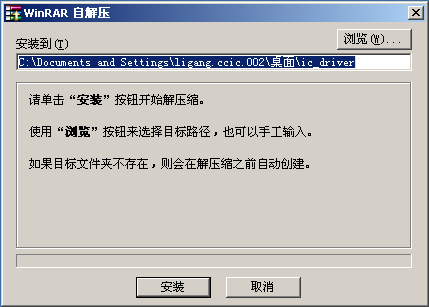 WinRAR 自解压
安装到(I)
浏览(W)...
C:\Documents and Settings\ligang.ccic.002\桌面\ic_driver
请单击“安装”按钮开始解压缩。
使用“浏览”按钮来选择目标路径，也可以手工输入。
如果目标文件夹不存在，则会在解压缩之前自动创建。
安装
取消